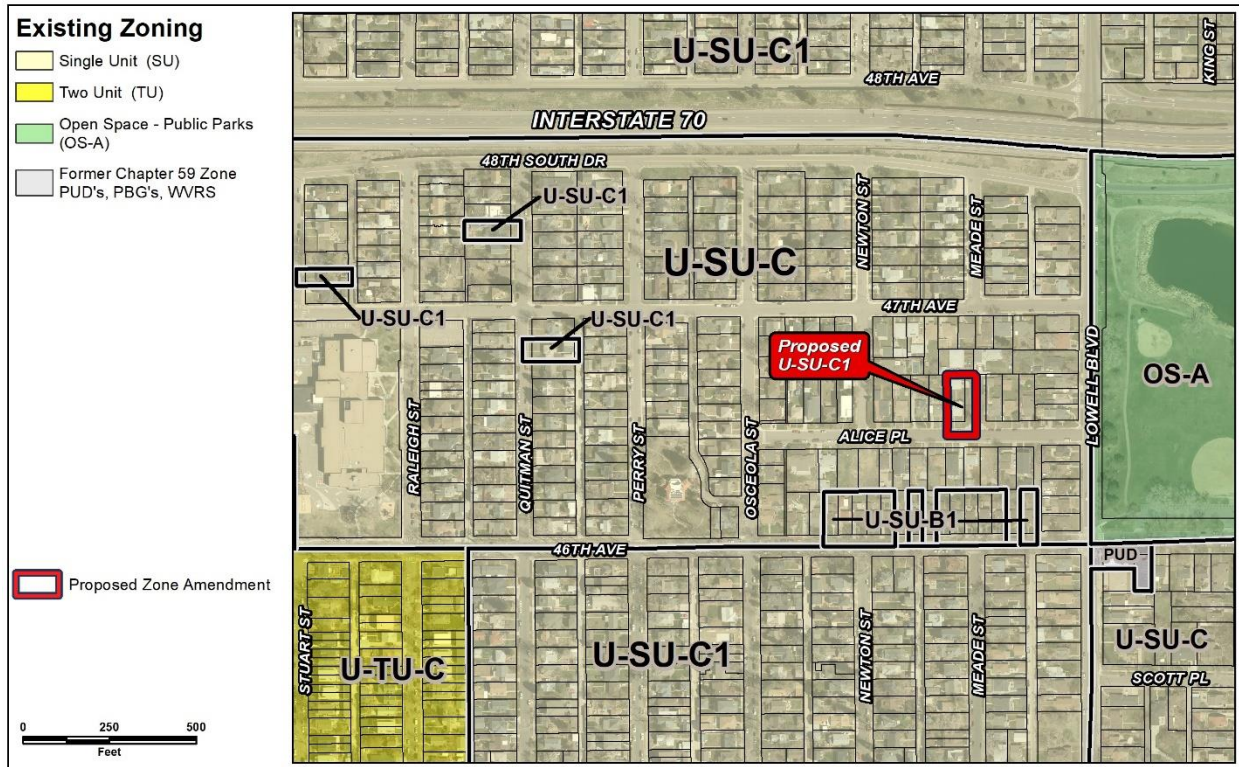 Existing Zoning
Single Unit (SU)
Two Unit (TU)
Open Space - Public Parks
(OS-A)
Former Chapter 59 Zone
PUD's, PBG's, WVRS
Proposed Zone Amendment
0 250 500
Feet
U-SU-C1
KING ST
48TH AVE
INTERSTATE 70
48TH SOUTH DR
U-SU-C1
U-SU-C
NEWTON ST
MEADE ST
U-SU-C1
U-SU-C1
47TH AVE
Proposed
U-SU-C1
LOWELL BLVD
OS-A
RALEIGH ST
QUITMAN ST
PERRY ST
OSCEOLA ST
ALICE PL
U-SU-B1
46TH AVE
PUD
STUART ST
U-TU-C
U-SU-C1
NEWTON ST
MEADE ST
U-SU-C
SCOTT PL